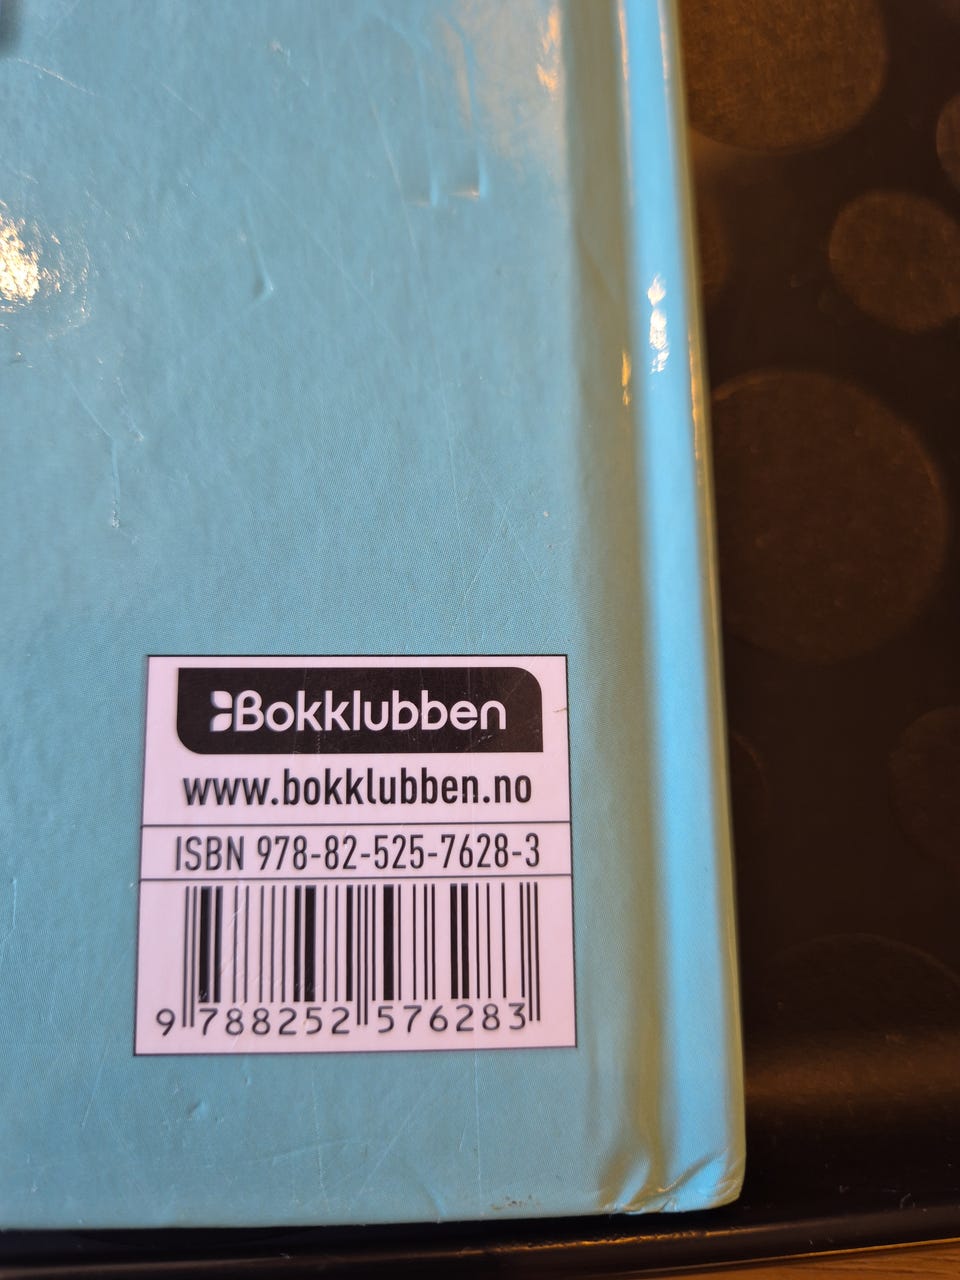 Bokklubben
www.bokklubben.no
ISBN 978-82-525-7628-3
9 788252 576283